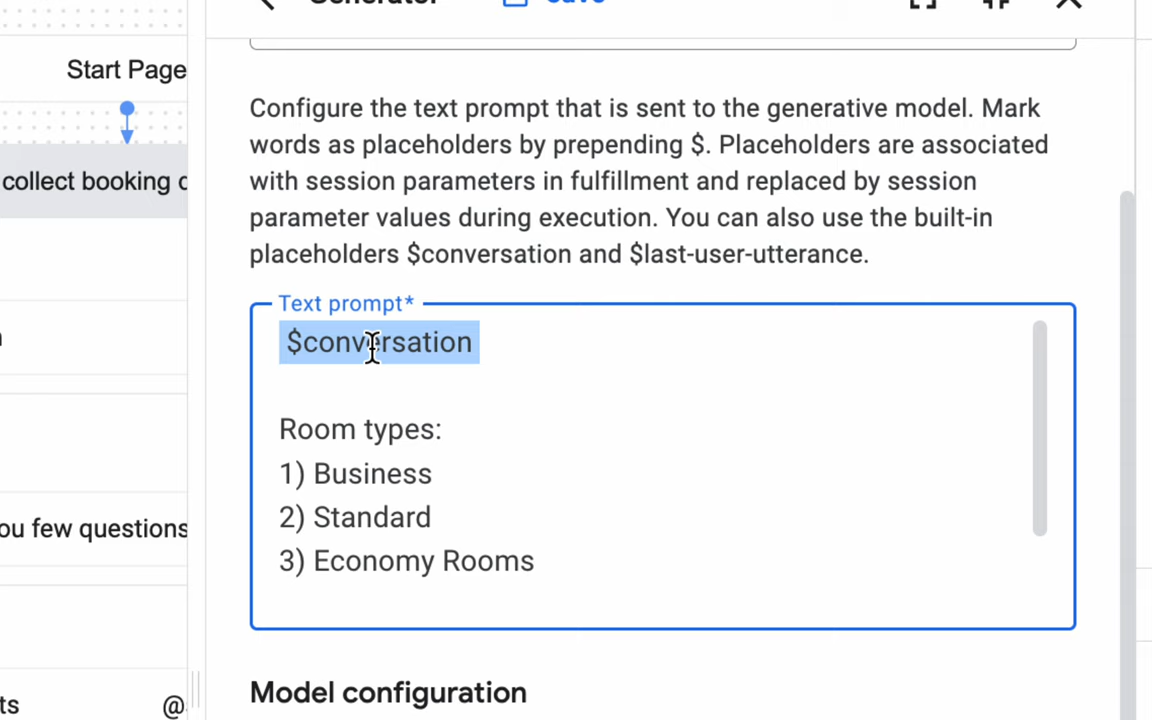 Generator
Save
Start Page
Configure the text prompt that is sent to the generative model. Mark
words as placeholders by prepending $. Placeholders are associated
with session parameters in fulfillment and replaced by session
parameter values during execution. You can also use the built-in
placeholders $conversation and $last-user-utterance.
collect booking
Text prompt*
$conversation
Room types:
1) Business
2) Standard
3) Economy Rooms
ou few questions
Model configuration
ts
@